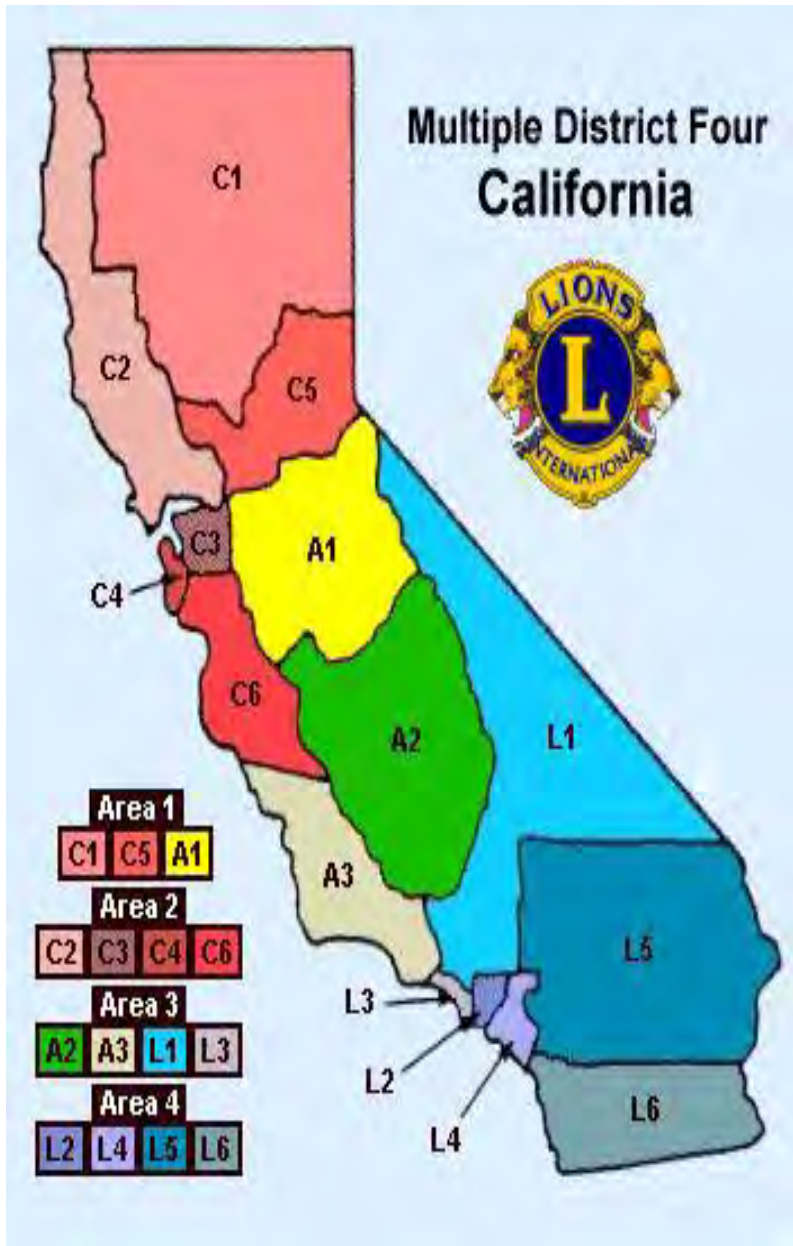 Multiple District Four
California
LIONS
L
INTERNATIONAL
C1
C2
C5
C3
A1
C4
C6
A2
L1
A3
L5
L3
L2
L4
L6
Area 1
C1 C5 A1
Area 2
C2 C3 C4 C6
Area 3
A2 A3 L1 L3
Area 4
L2 L4 L5 L6